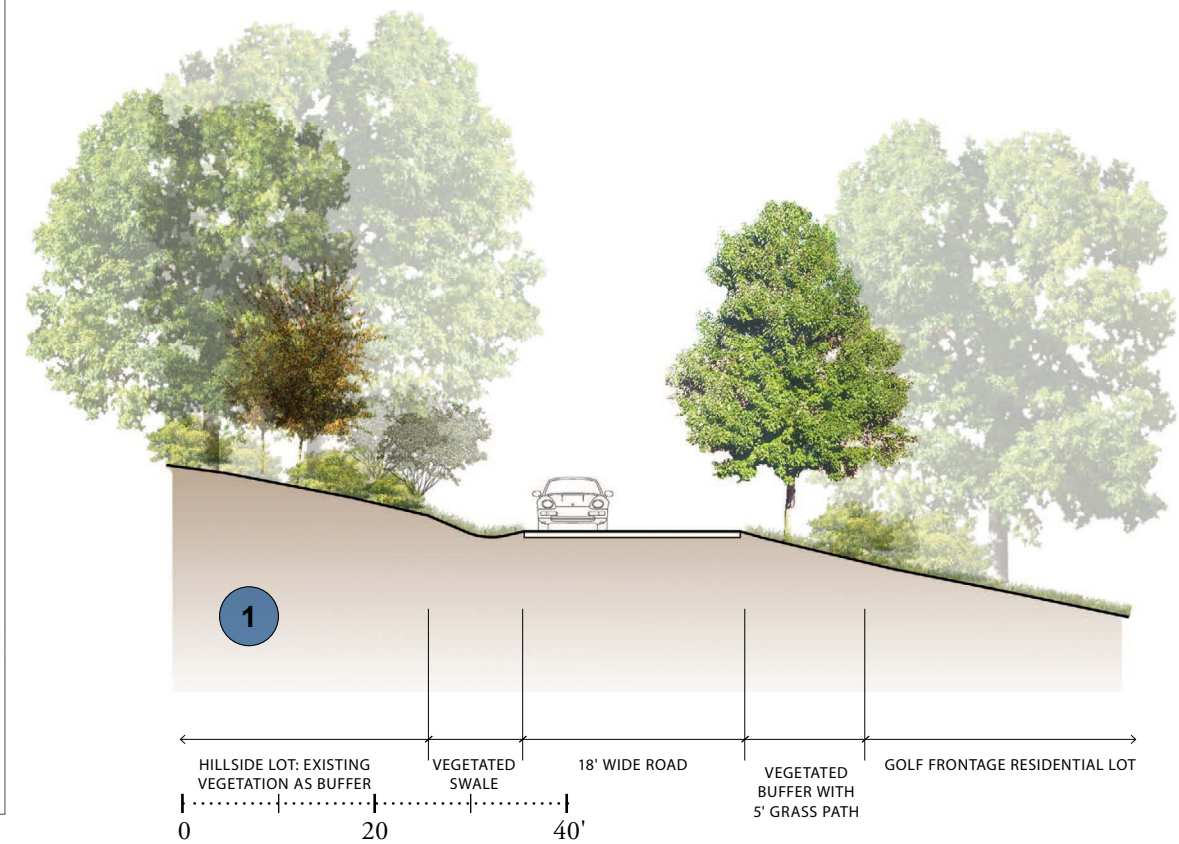 1
HILLSIDE LOT: EXISTING
VEGETATION AS BUFFER
VEGETATED
SWALE
18' WIDE ROAD
VEGETATED
BUFFER WITH
5' GRASS PATH
GOLF FRONTAGE RESIDENTIAL LOT
0 20 40'